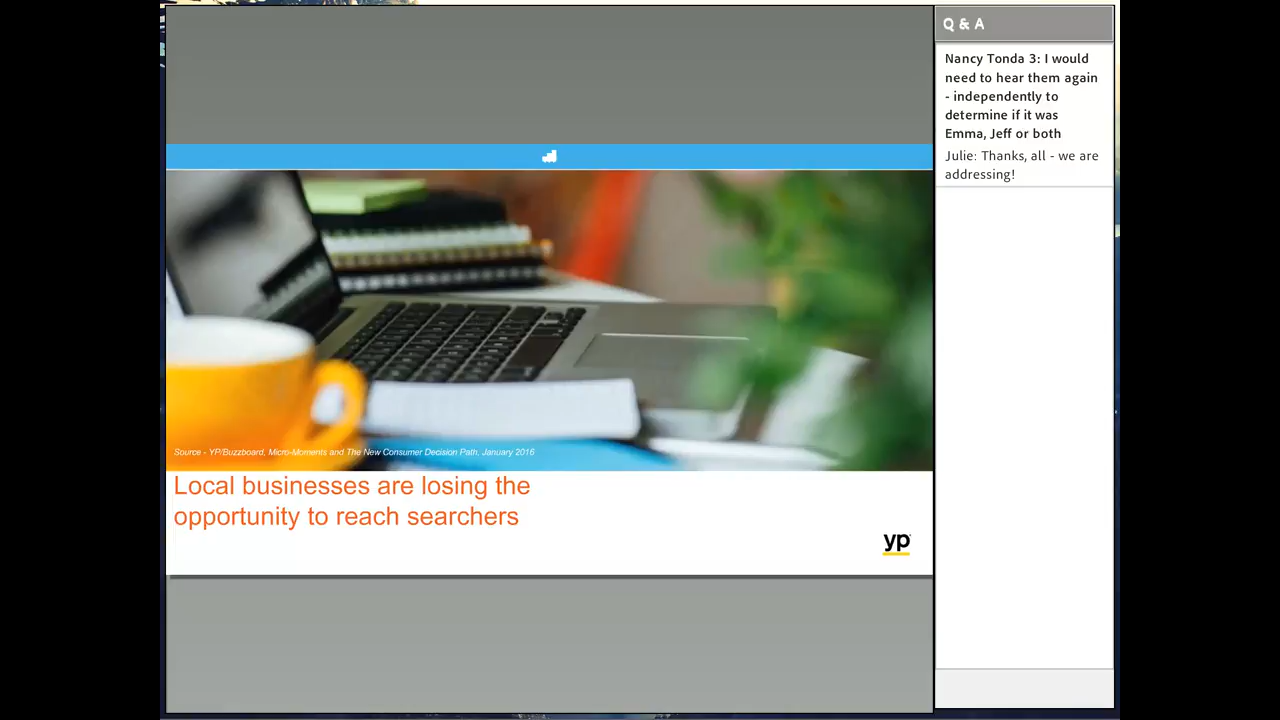 Q & A
Nancy Tonda 3: I would
need to hear them again
- independently to
determine if it was
Emma, Jeff or both
Julie: Thanks, all - we are
addressing!
Source - YP/Buzzboard, Micro-Moments and The New Consumer Decision Path, January 2016
Local businesses are losing the
opportunity to reach searchers
yp